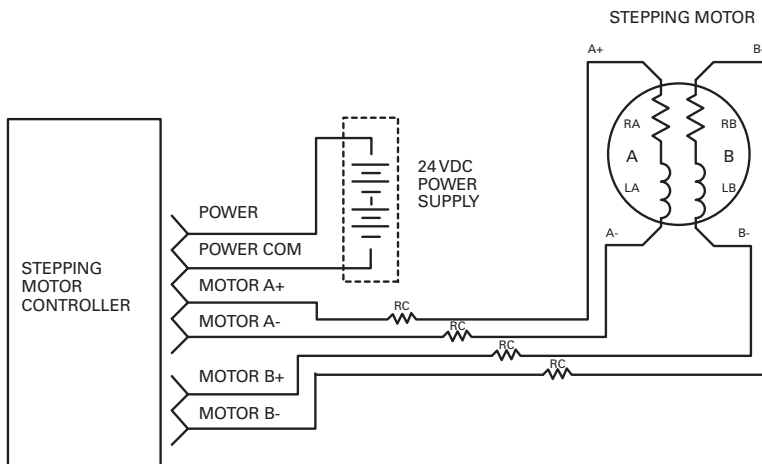 STEPPING MOTOR
A+
B-
RA
RB
A
B
LA
LB
A-
B-
24 VDC
POWER
SUPPLY
POWER
POWER COM
MOTOR A+
MOTOR A-
STEPPING
MOTOR
CONTROLLER
RC
RC
RC
RC
MOTOR B+
MOTOR B-